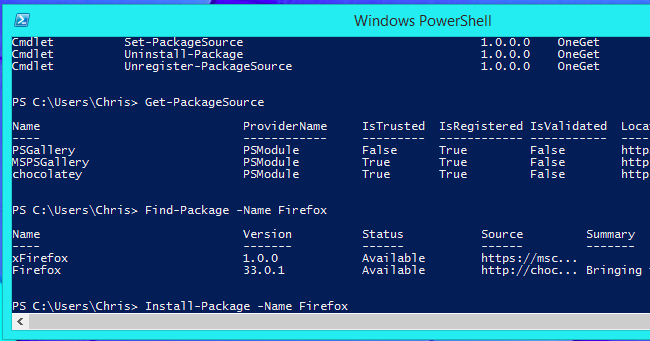 Windows PowerShell
Cmdlet Set-PackageSource 1.0.0.0 OneGet
Cmdlet Uninstall-Package 1.0.0.0 OneGet
Cmdlet Unregister-PackageSource 1.0.0.0 OneGet
PS C:\Users\Chris> Get-PackageSource
Name ProviderName IsTrusted IsRegistered IsValidated Loca
---- ------------ --------- ------------ ----------- ----
PSGallery PSModule False True False http
MSPSGallery PSModule True True True http
chocolatey PSModule True True True http
PS C:\Users\Chris> Find-Package -Name Firefox
Name Version Status Source Summary
---- ------- ------ ------ -------
xFirefox 1.0.0 Available https://msc...
Firefox 33.0.1 Available http://choc... Bringing
PS C:\Users\Chris> Install-Package -Name Firefox